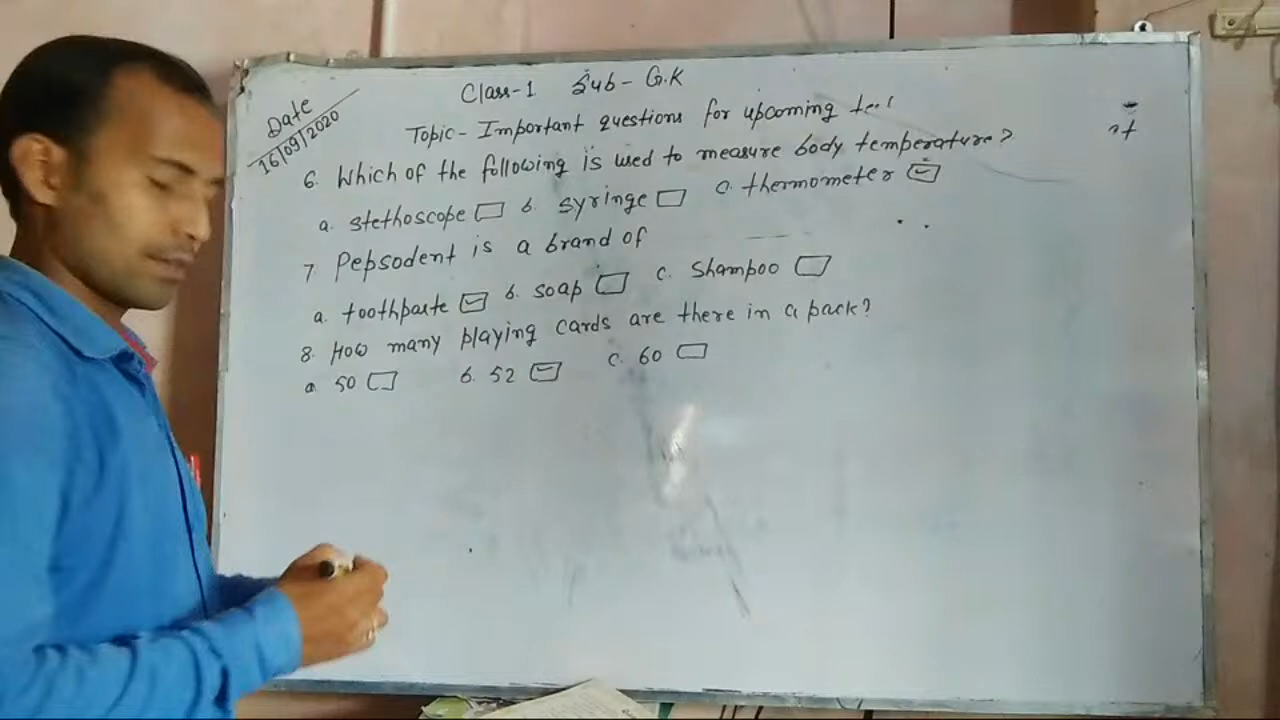 Date
16/09/2020
Class-1 Sub- G.K
Topic- Important questions for upcoming
6. Which of the following is used to measure body temperature?
a. stethoscope b. syringe c. thermometer
7 Pepsodent is a brand of
a. toothpaste b. soap c. Shampoo
8. How many playing cards are there in a pack?
a 50 b. 52 c. 60